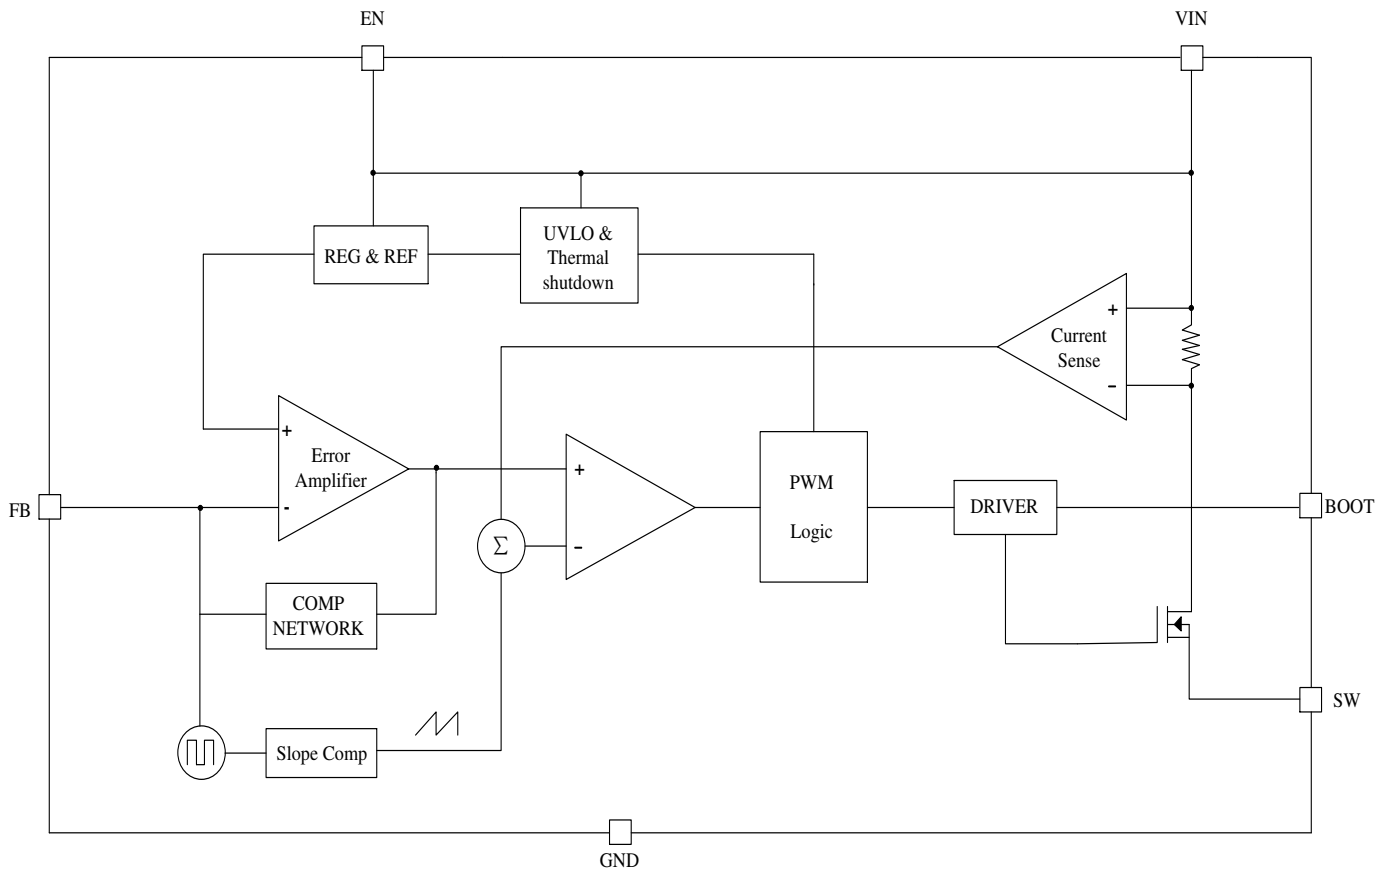 EN
VIN
REG & REF
UVLO &
Thermal
shutdown
+
Current
Sense
-
+
Error
Amplifier
-
+
-
Σ
PWM
Logic
DRIVER
FB
BOOT
COMP
NETWORK
SW
Slope Comp
GND